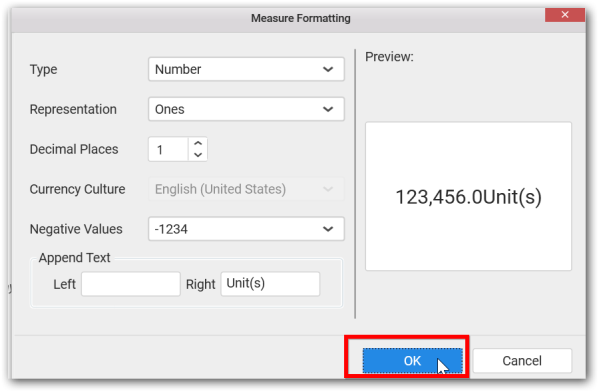 Measure Formatting
Type Number
Representation Ones
Decimal Places 1
Currency Culture English (United States)
Negative Values -1234
Append Text
Left Right Unit(s)
Preview:
123,456.0Unit(s)
OK Cancel